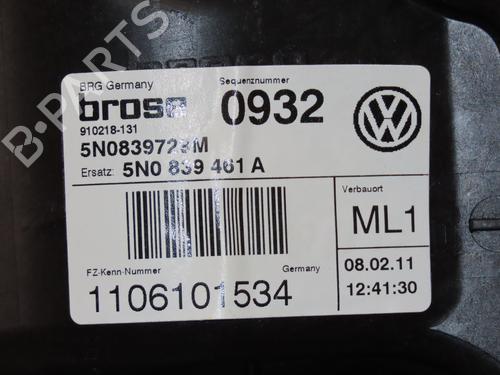 BRG Germany
Sequenznummer
brose
0932
910218-131
Ersatz: 5N0 839 461 A
Verbauort
ML1
FZ-Kenn-Nummer
Germany
1106101534
08.02.11
12:41:30
B-PARTS